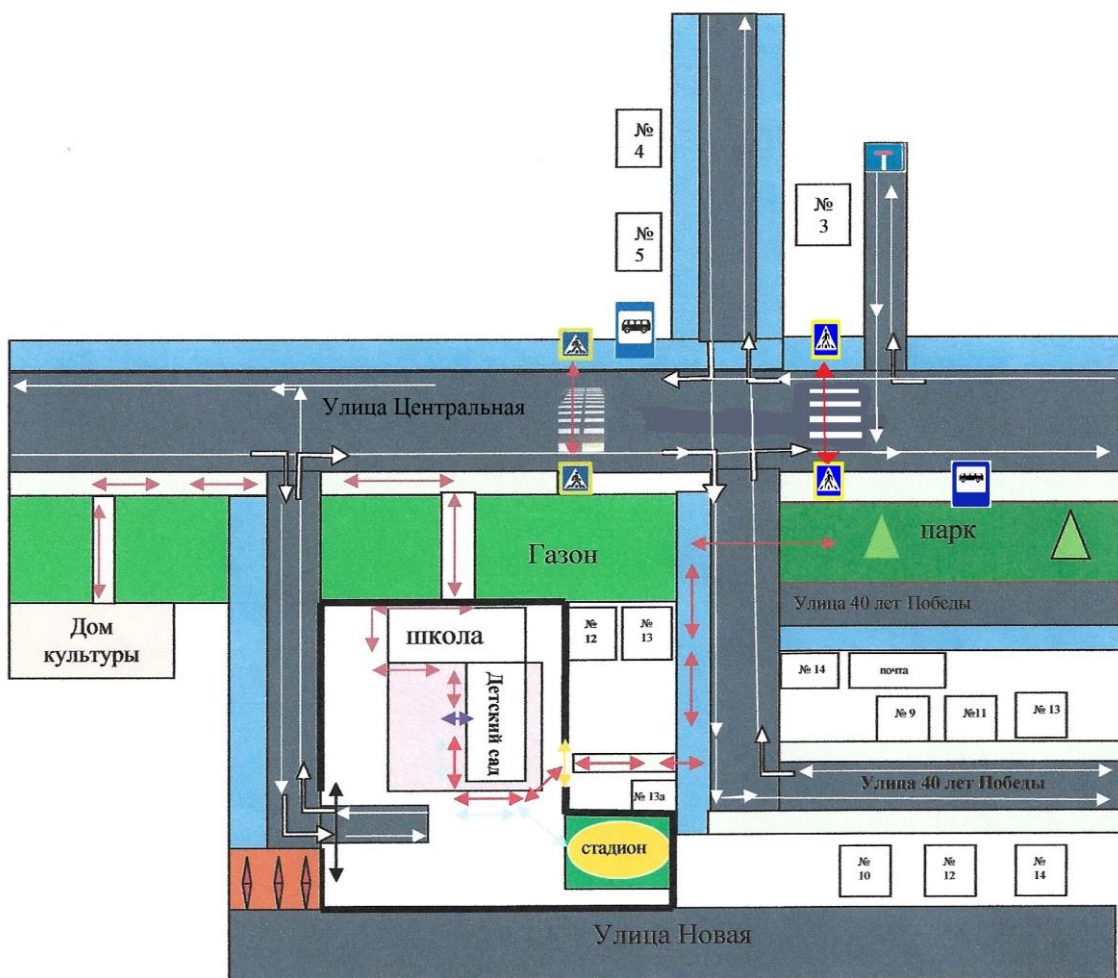 №
4
№
5
№
3
Улица Центральная
Газон
парк
Улица 40 лет Победы
Дом
культуры
школа
№
12
№
13
Детский сад
№ 14
почта
№ 9
№11
№ 13
Улица 40 лет Победы
№ 13а
стадион
№
10
№
12
№
14
Улица Новая